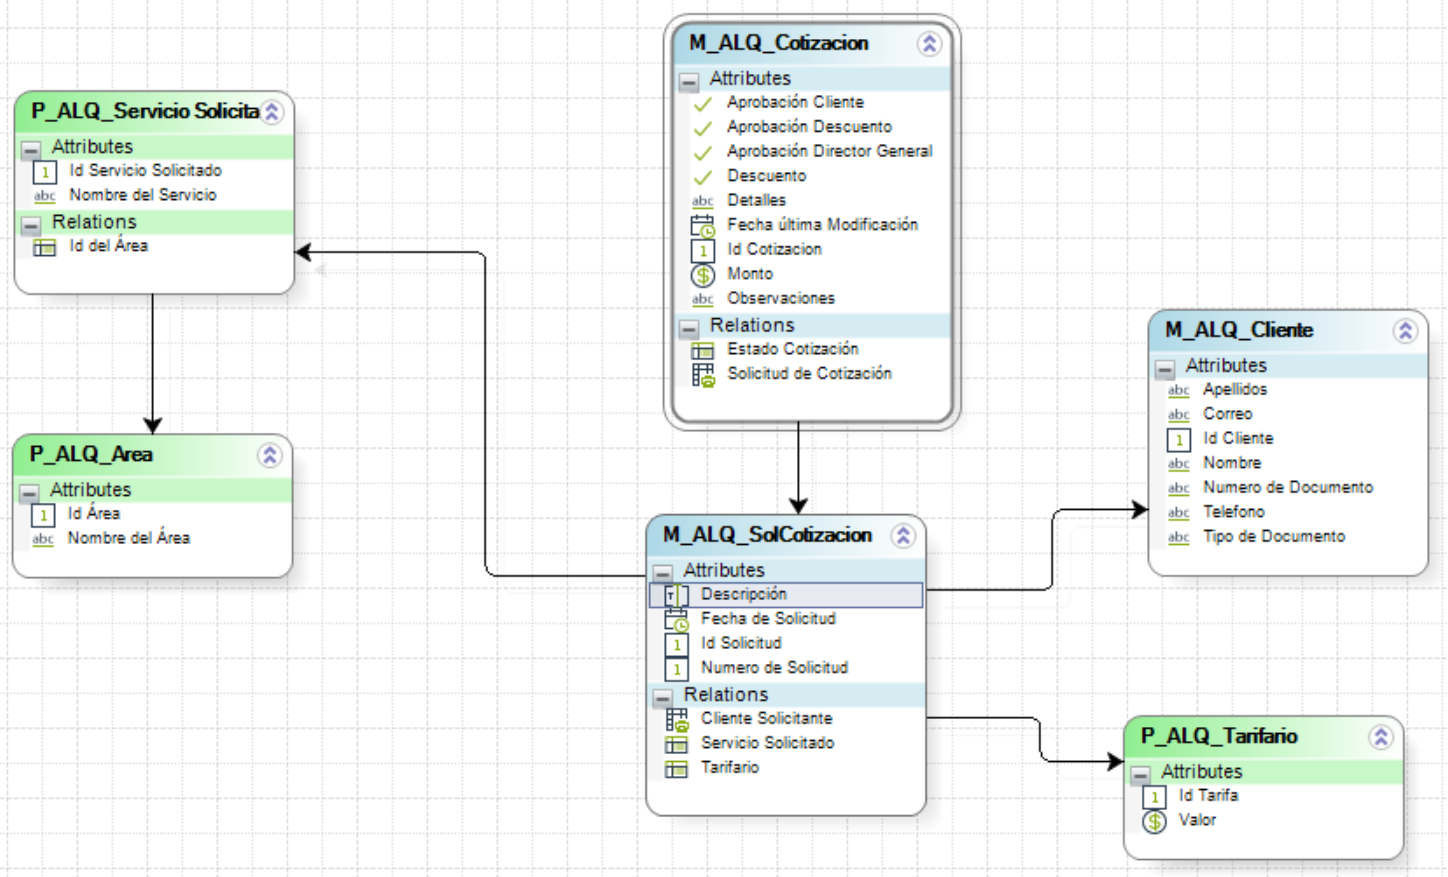 P_ALQ_Servicio Solicita
Attributes
1 Id Servicio Solicitado
abc Nombre del Servicio
Relations
Id del Área
P_ALQ_Area
Attributes
1 Id Área
abc Nombre del Área
M_ALQ_Cotizacion
Attributes
Aprobación Cliente
Aprobación Descuento
Aprobación Director General
Descuento
abc Detalles
Fecha última Modificación
1 Id Cotizacion
$ Monto
abc Observaciones
Relations
Estado Cotización
Solicitud de Cotización
M_ALQ_SolCotizacion
Attributes
T Descripción
Fecha de Solicitud
1 Id Solicitud
1 Numero de Solicitud
Relations
Cliente Solicitante
Servicio Solicitado
Tarifario
M_ALQ_Cliente
Attributes
abc Apellidos
abc Correo
1 Id Cliente
abc Nombre
abc Numero de Documento
abc Telefono
abc Tipo de Documento
P_ALQ_Tarifario
Attributes
1 Id Tarifa
$ Valor